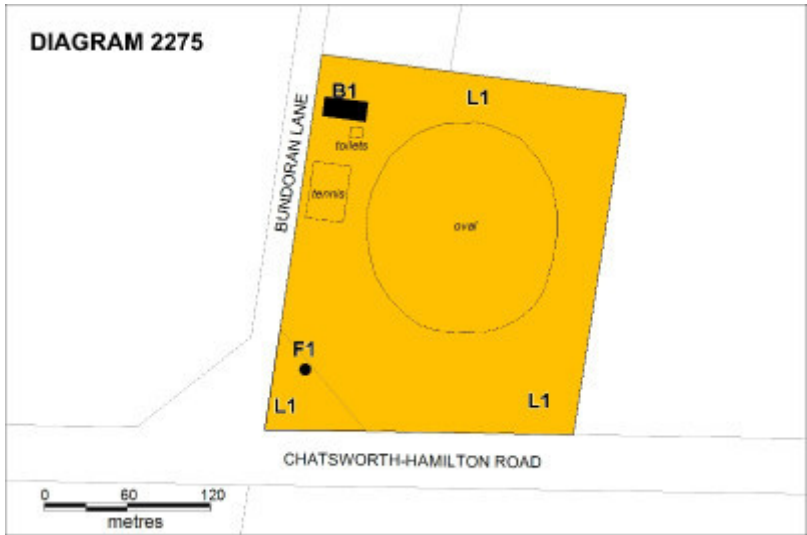 DIAGRAM 2275
B1
L1
toilets
BUNDORAN LANE
tennis
oval
F1
L1
L1
CHATSWORTH-HAMILTON ROAD
0 60 120
metres